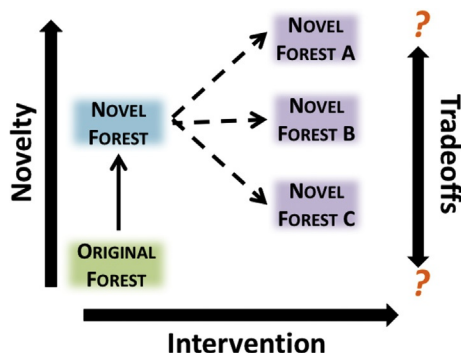 ?
NOVEL
FOREST A
NOVEL
FOREST
NOVEL
FOREST B
NOVEL
FOREST C
ORIGINAL
FOREST
?
Novelty
Tradeoffs
Intervention